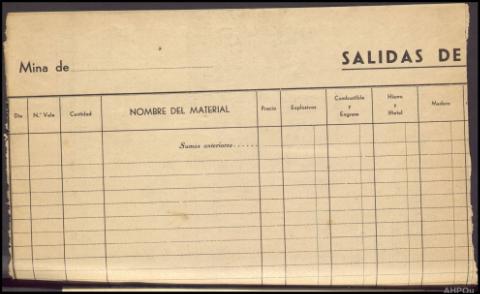 Mina de
SALIDAS DE
Día
N.º Vale
Cantidad
NOMBRE DEL MATERIAL
Precio
Explosivos
Combustible
y
Engrase
Hierro
y
Metal
Madera
Sumas anteriores......
AHPOu